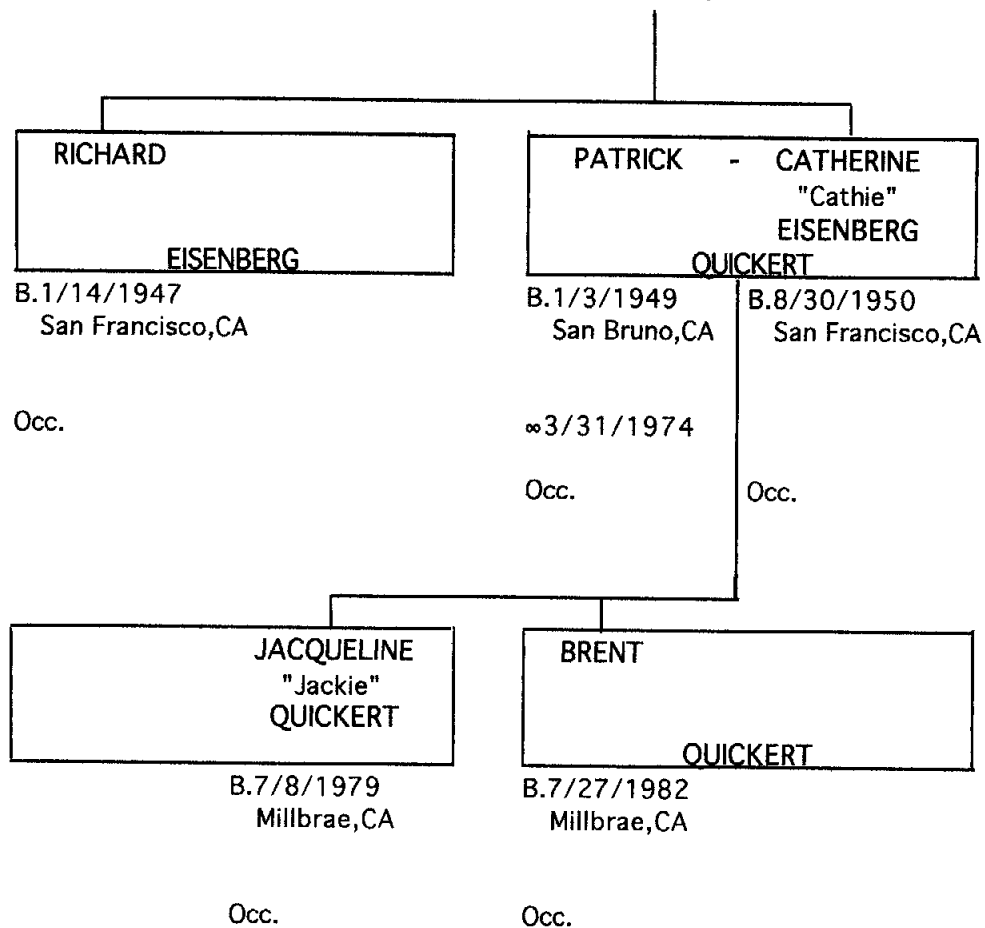 RICHARD
EISENBERG
B.1/14/1947
San Francisco,CA
Occ.
PATRICK - CATHERINE
"Cathie"
EISENBERG
QUICKERT
B.1/3/1949 B.8/30/1950
San Bruno,CA San Francisco,CA
∞3/31/1974
Occ. Occ.
JACQUELINE
"Jackie"
QUICKERT
B.7/8/1979
Millbrae,CA
Occ.
BRENT
QUICKERT
B.7/27/1982
Millbrae,CA
Occ.